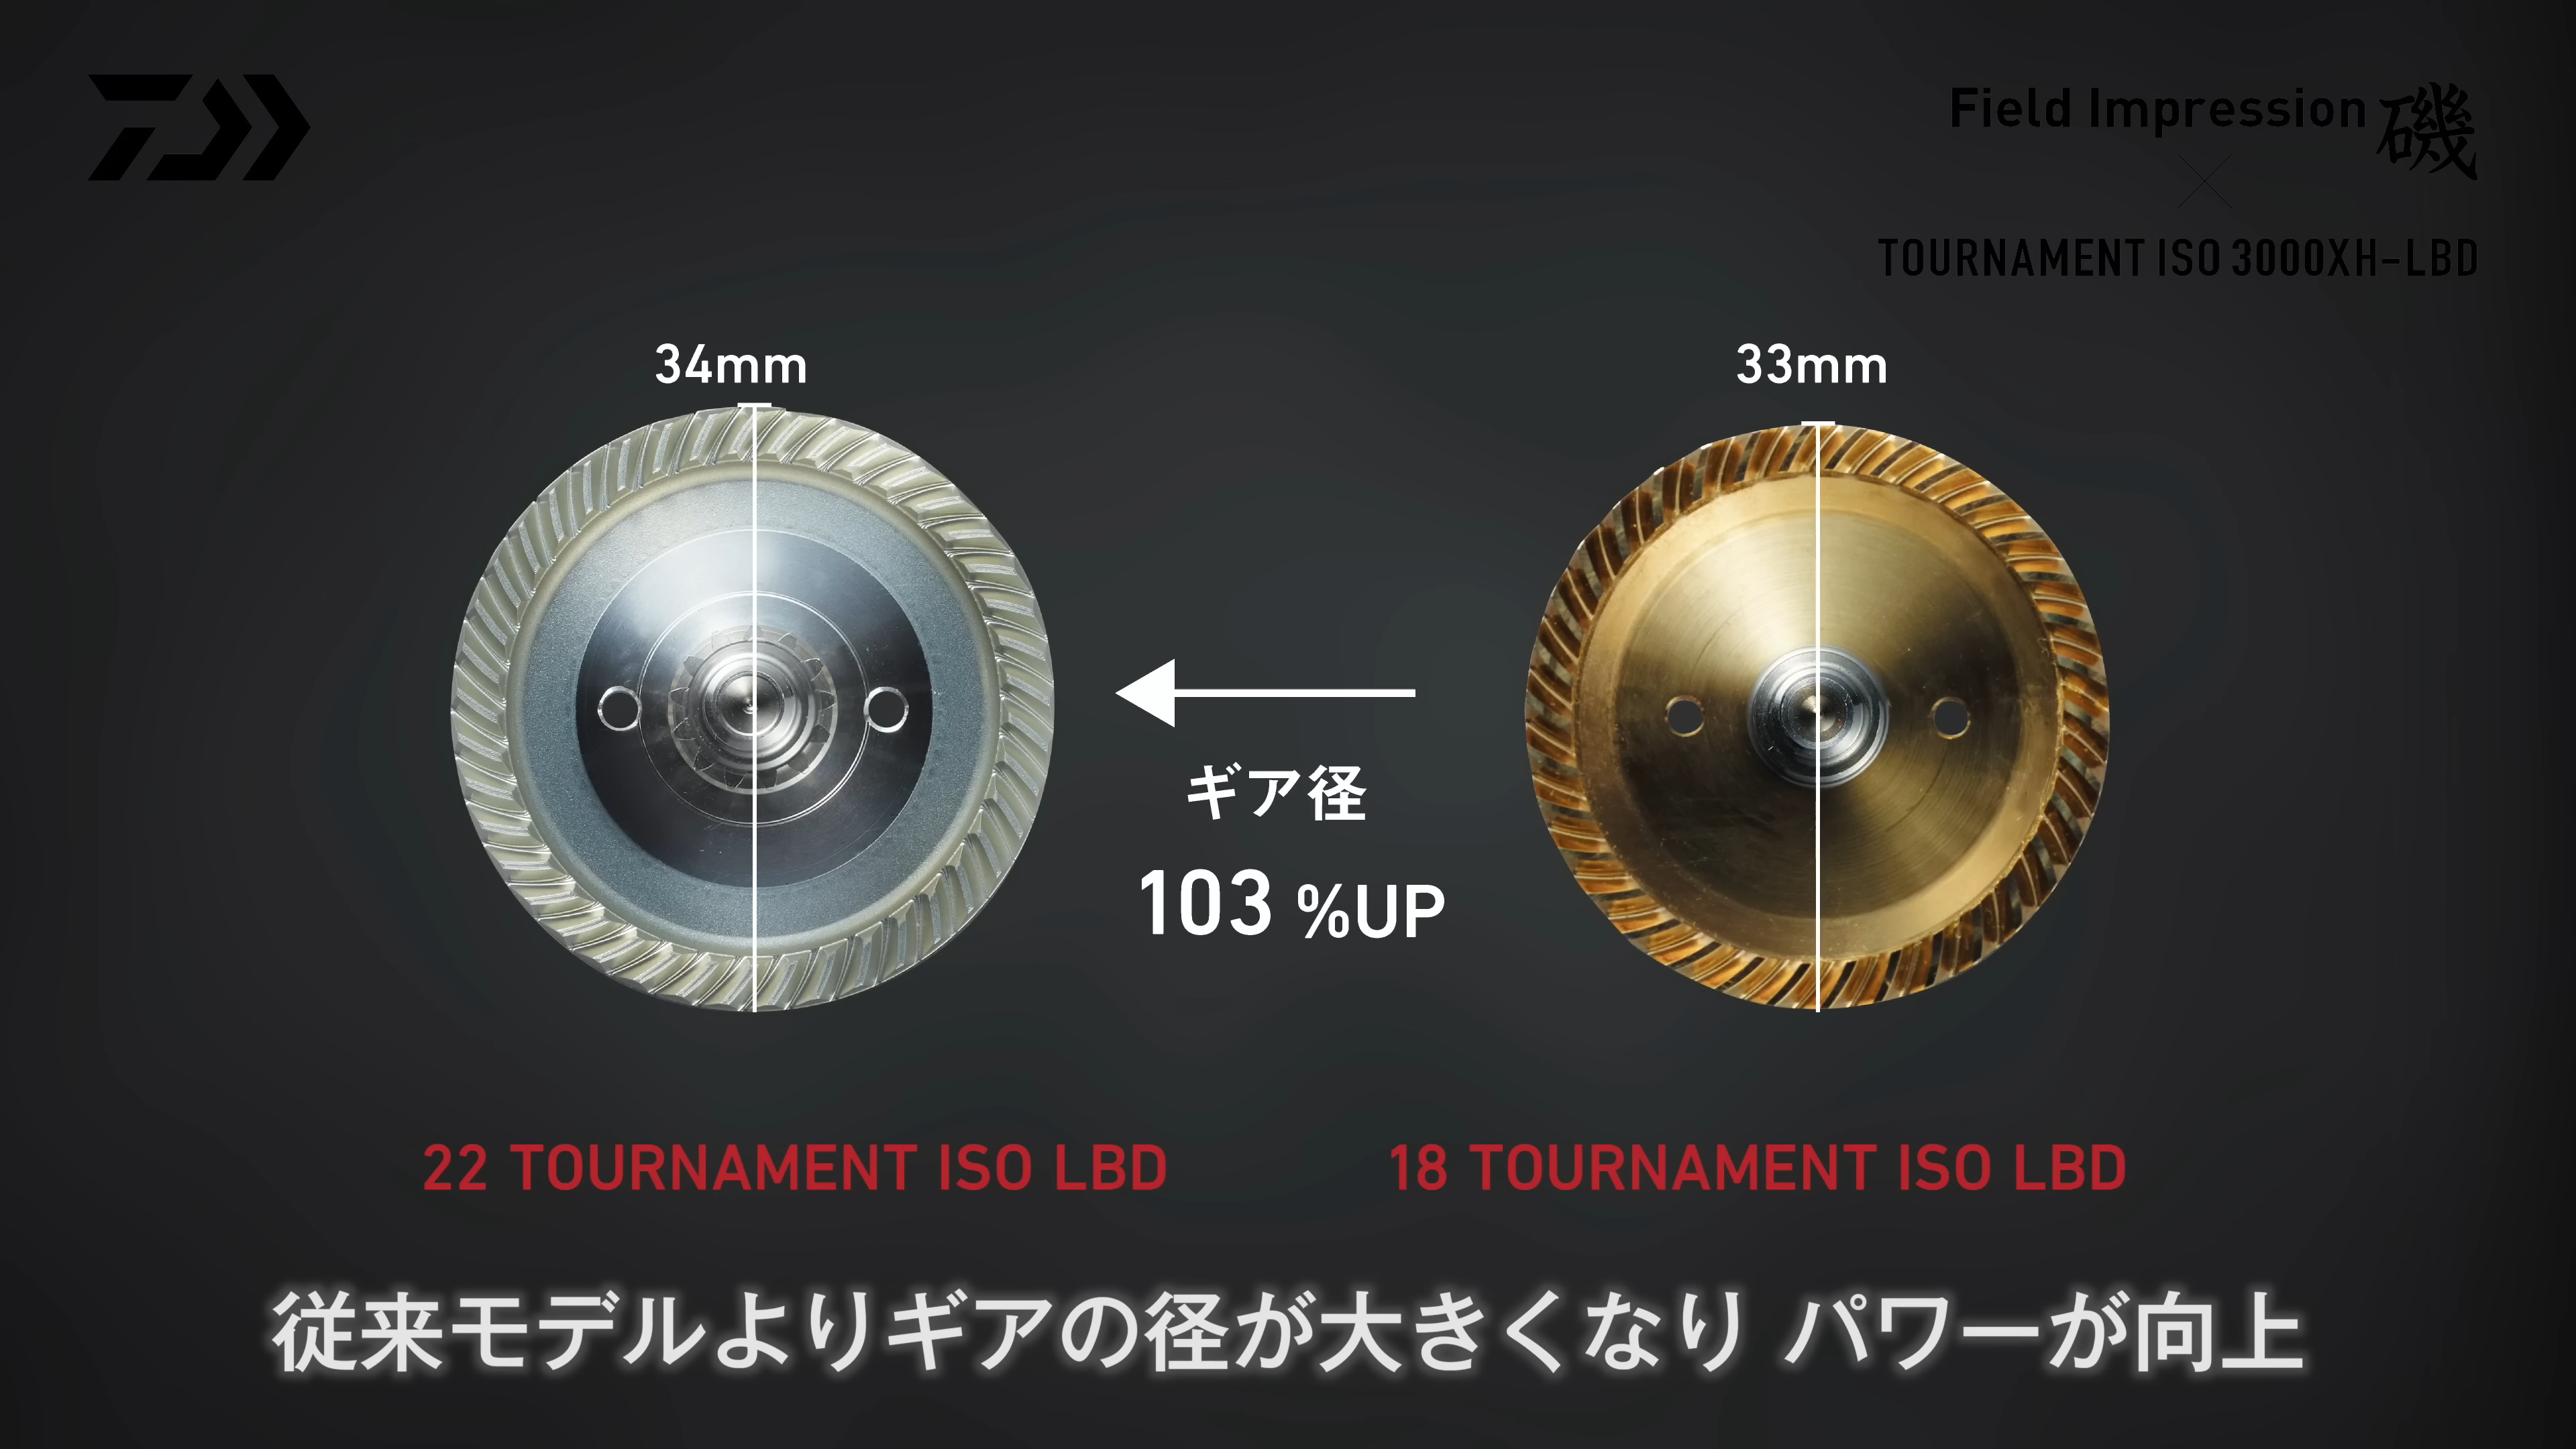 Field Impression 磯
×
TOURNAMENT ISO 3000XH-LBD
34mm
33mm
ギア径
103 %UP
22 TOURNAMENT ISO LBD
18 TOURNAMENT ISO LBD
従来モデルよりギアの径が大きくなり パワーが向上